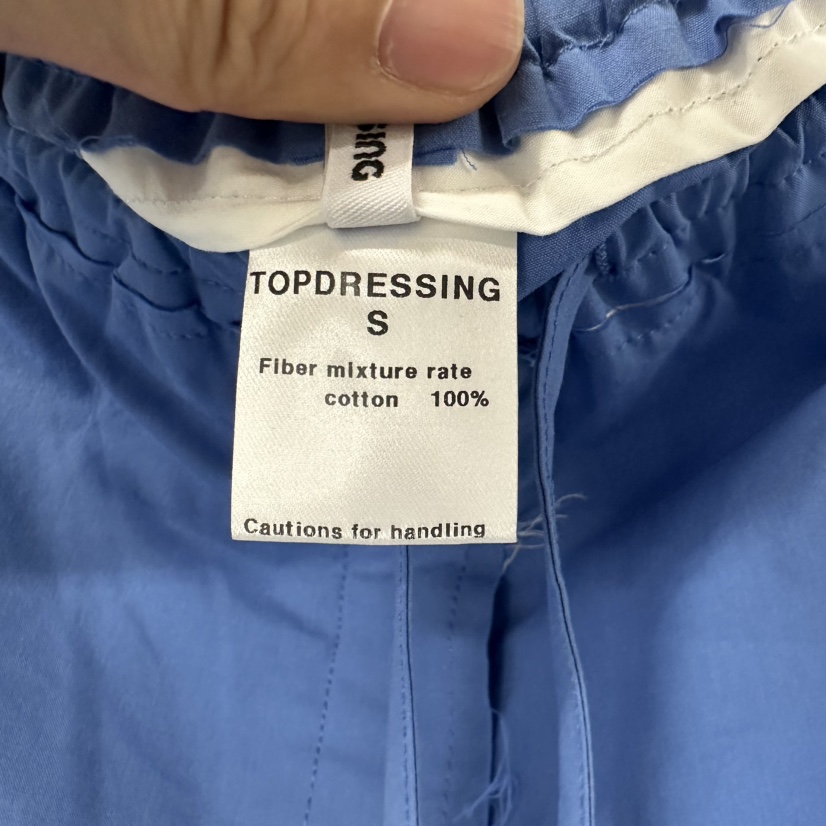 TOPDRESSING
S
Fiber mixture rate
cotton 100%
Cautions for handling